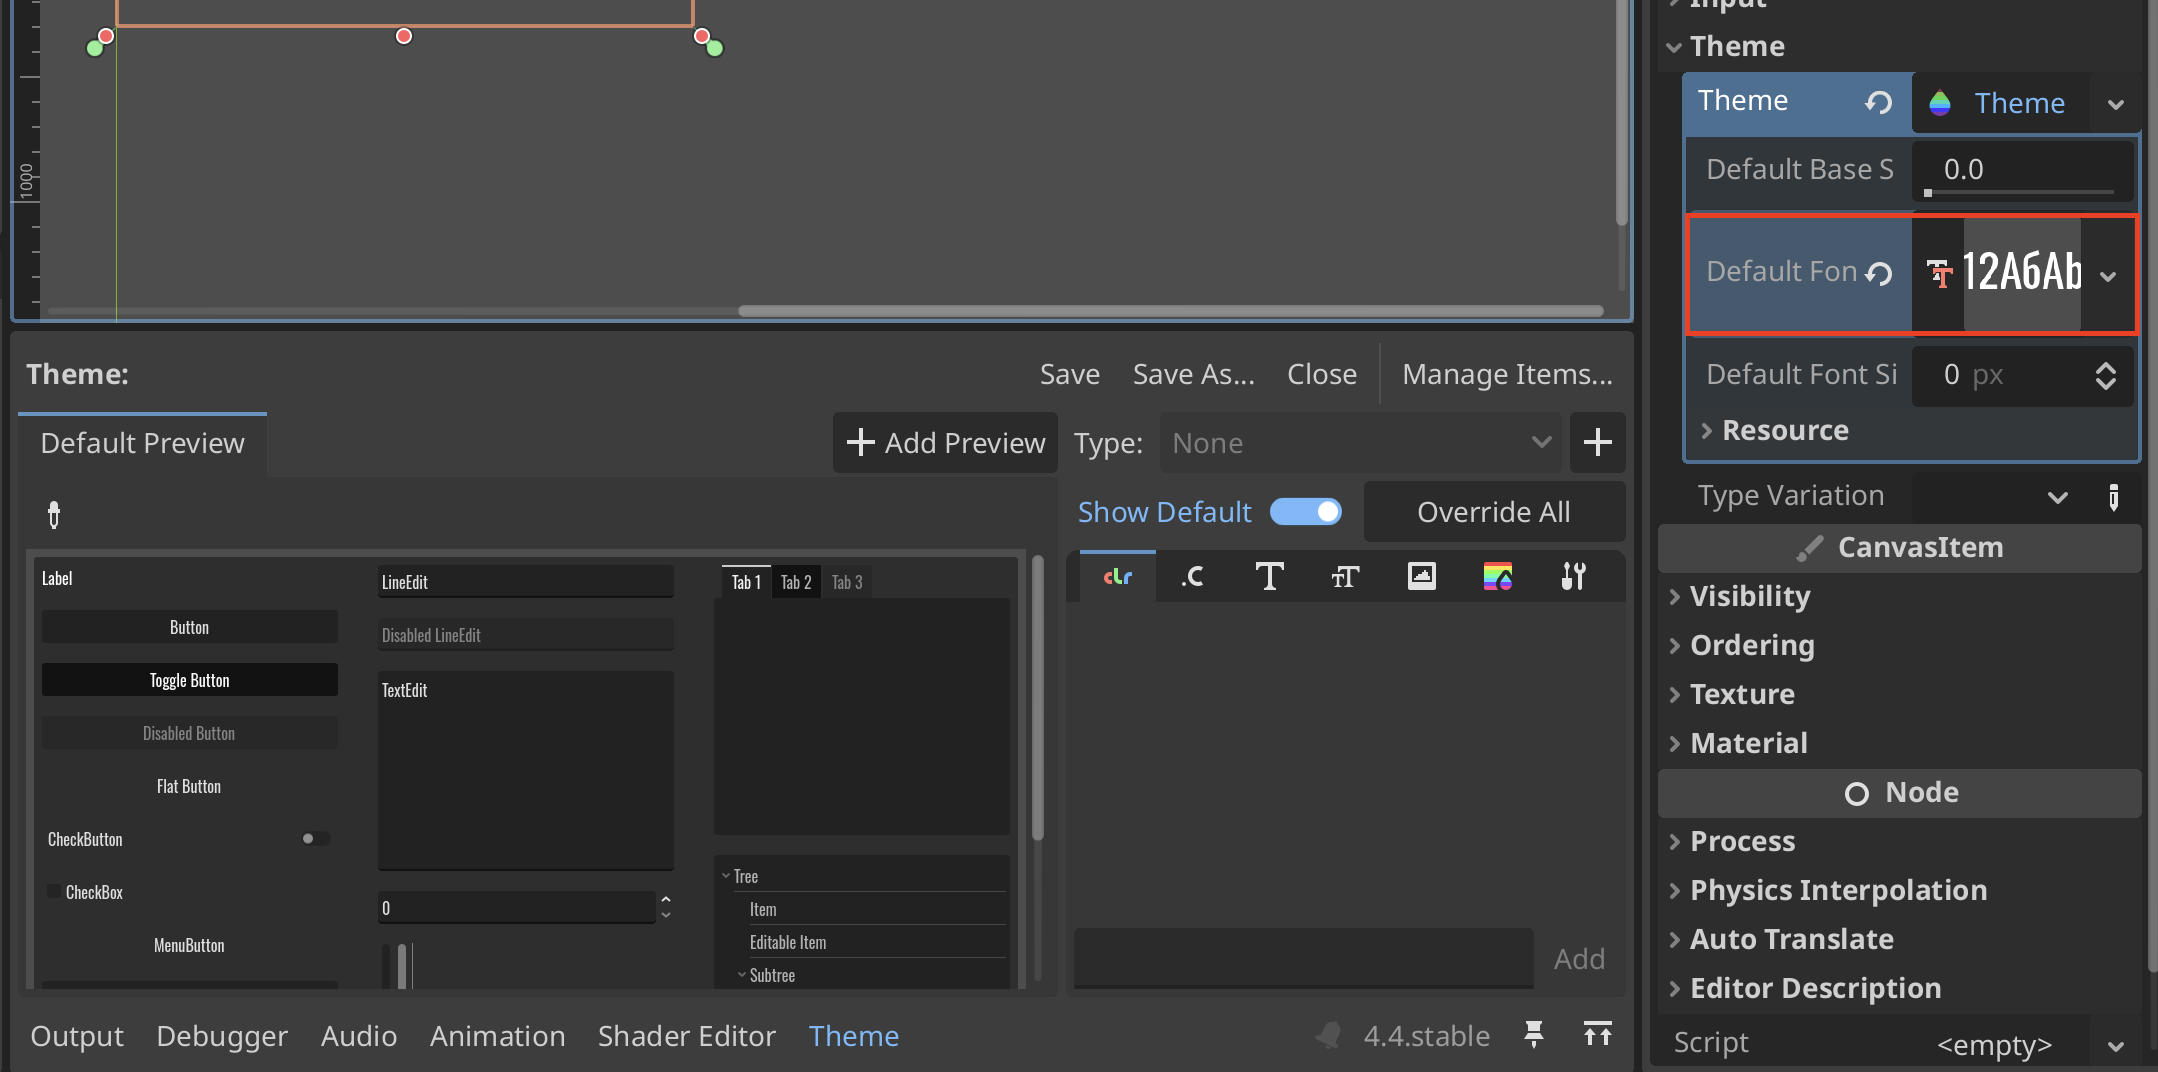 1000
Theme:
Save Save As... Close Manage Items...
Default Preview
Add Preview
Type: None
Show Default
Override All
Label
Button
Toggle Button
Disabled Button
Flat Button
CheckButton
CheckBox
MenuButton
LineEdit
Disabled LineEdit
TextEdit
0
Tab 1 Tab 2 Tab 3
Tree
Item
Editable Item
Subtree
Add
Output Debugger Audio Animation Shader Editor Theme
4.4.stable
Input
Theme
Theme Theme
Default Base S 0.0
Default Fon 12AбAb
Default Font Si 0 px
Resource
Type Variation
CanvasItem
Visibility
Ordering
Texture
Material
Node
Process
Physics Interpolation
Auto Translate
Editor Description
Script <empty>